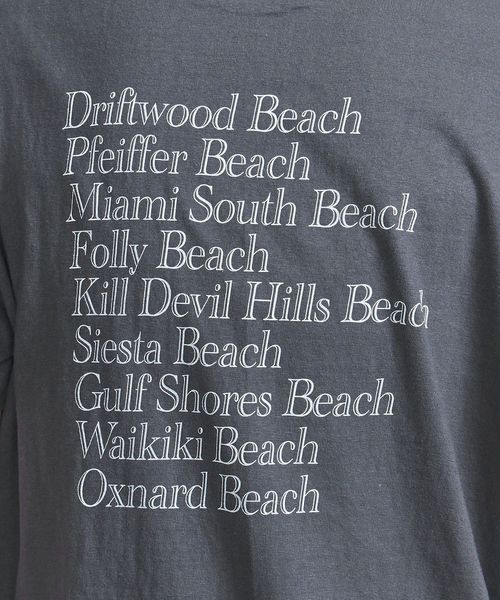 Driftwood Beach
Pfeiffer Beach
Miami South Beach
Folly Beach
Kill Devil Hills Beach
Siesta Beach
Gulf Shores Beach
Waikiki Beach
Oxnard Beach